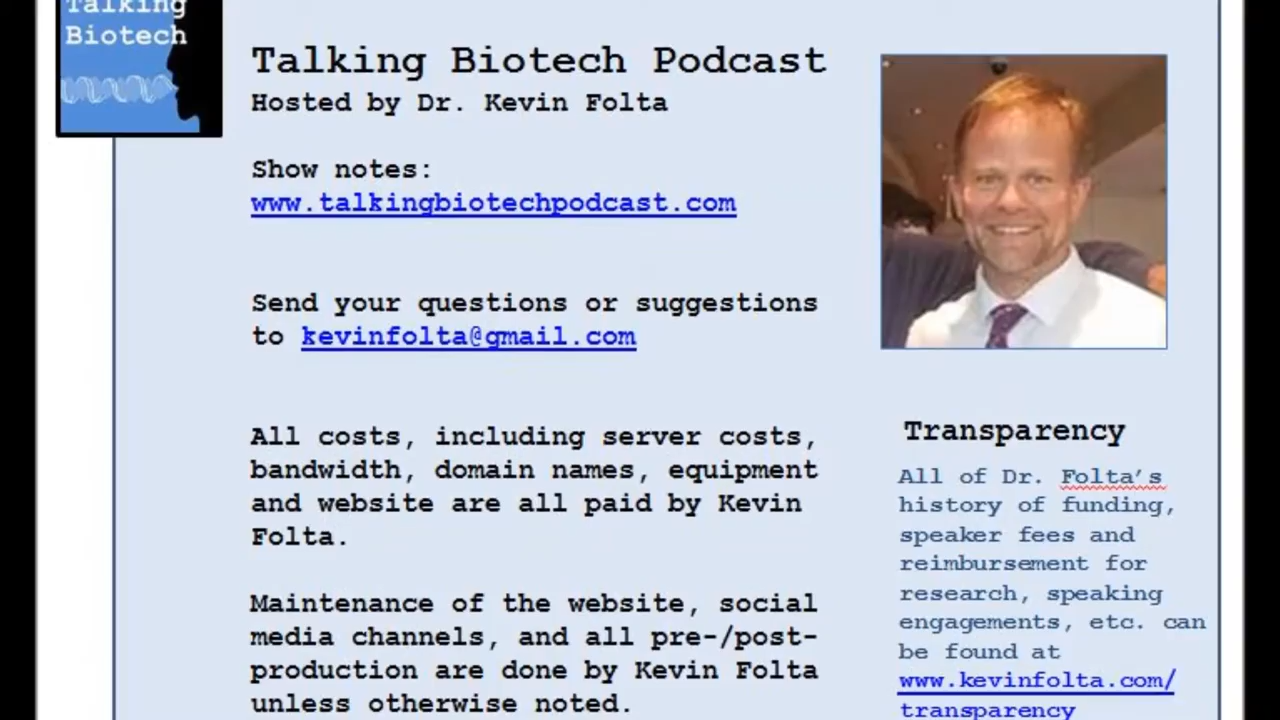 Talking
Biotech
Talking Biotech Podcast
Hosted by Dr. Kevin Folta
Show notes:
www.talkingbiotechpodcast.com
Send your questions or suggestions
to kevinfolta@gmail.com
All costs, including server costs,
bandwidth, domain names, equipment
and website are all paid by Kevin
Folta.
Maintenance of the website, social
media channels, and all pre-/post-
production are done by Kevin Folta
unless otherwise noted.
Transparency
All of Dr. Folta’s
history of funding,
speaker fees and
reimbursement for
research, speaking
engagements, etc. can
be found at
www.kevinfolta.com/
transparency